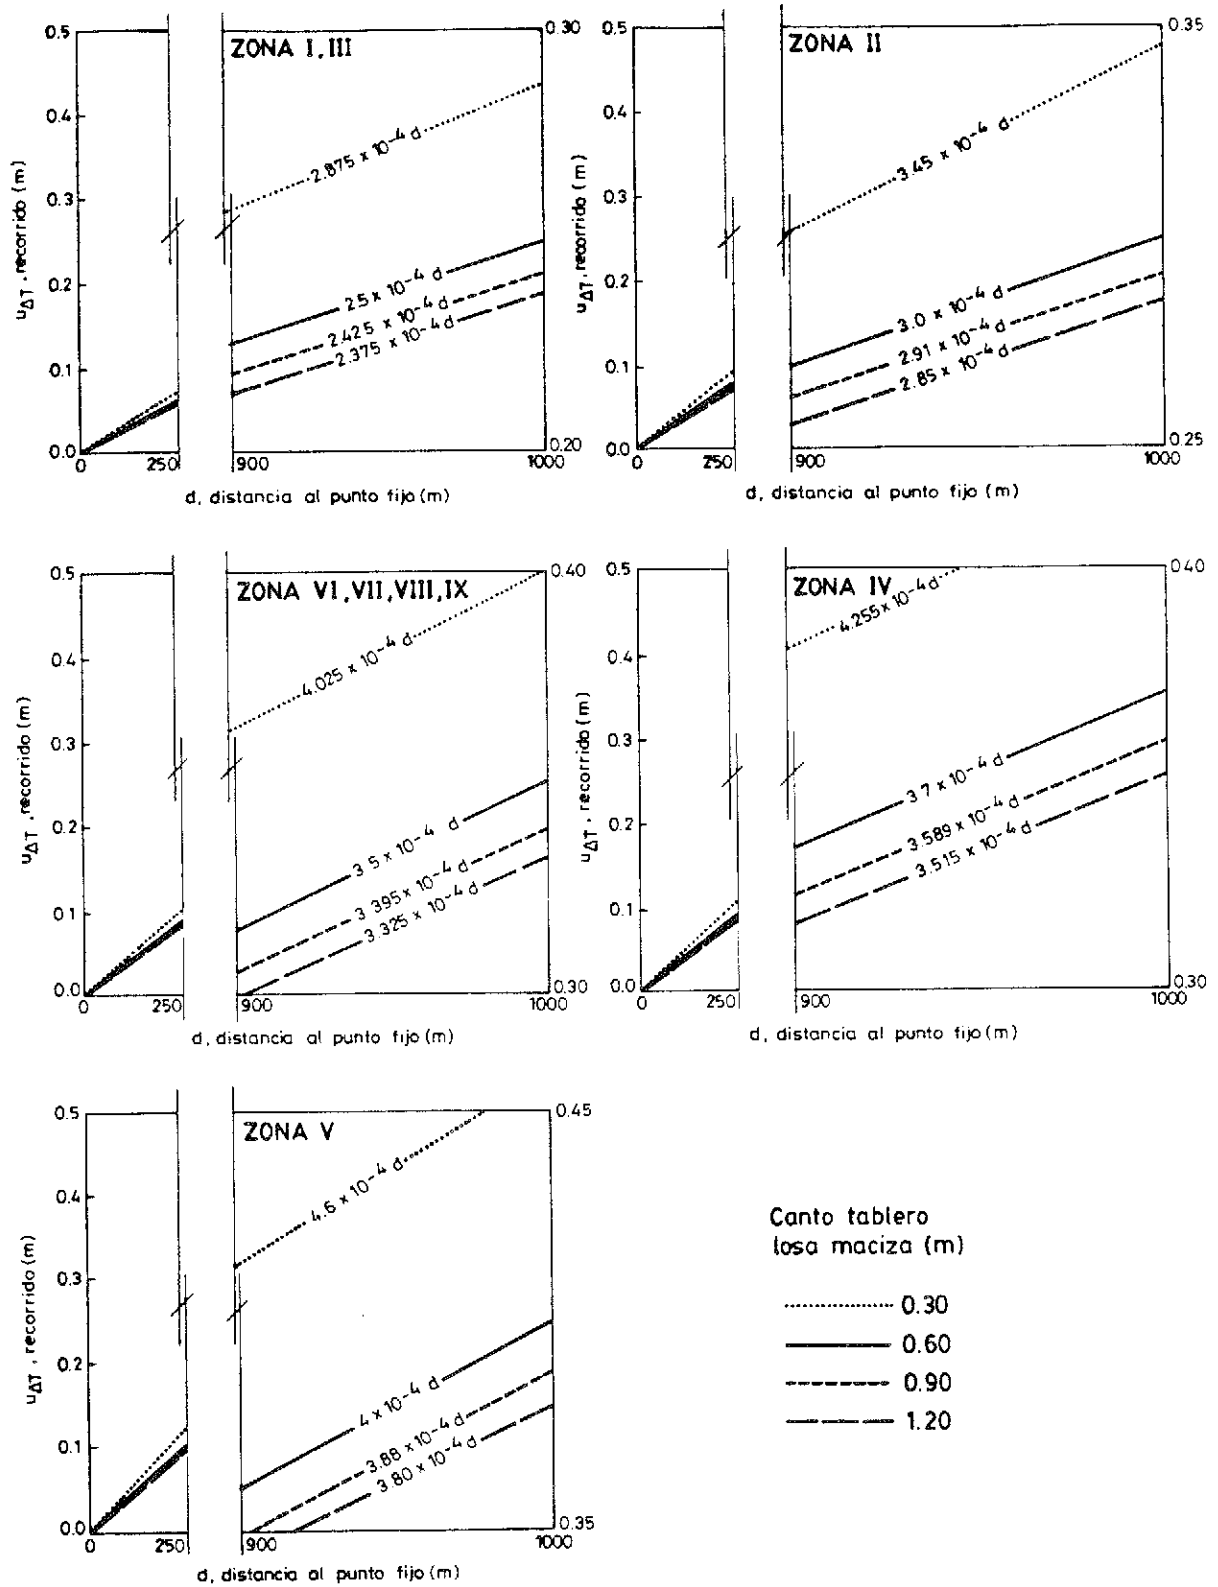 0.5
0.4
0.3
0.2
0.1
0.0
0
250
900
1000
0.30
0.20
ZONA I, III
2.875 x 10-4 d
2.5 x 10-4 d
2.425 x 10-4 d
2.375 x 10-4 d
uΔT, recorrido (m)
d, distancia al punto fijo (m)
0.5
0.4
0.3
0.2
0.1
0.0
0
250
900
1000
0.35
0.25
ZONA II
3.45 x 10-4 d
3.0 x 10-4 d
2.91 x 10-4 d
2.85 x 10-4 d
uΔT, recorrido (m)
d, distancia al punto fijo (m)
0.5
0.4
0.3
0.2
0.1
0.0
0
250
900
1000
0.40
0.30
ZONA VI, VII, VIII, IX
4.025 x 10-4 d
3.5 x 10-4 d
3.395 x 10-4 d
3.325 x 10-4 d
uΔT, recorrido (m)
d, distancia al punto fijo (m)
0.5
0.4
0.3
0.2
0.1
0.0
0
250
900
1000
0.40
0.30
ZONA IV
4.255 x 10-4 d
3.7 x 10-4 d
3.589 x 10-4 d
3.515 x 10-4 d
uΔT, recorrido (m)
d, distancia al punto fijo (m)
0.5
0.4
0.3
0.2
0.1
0.0
0
250
900
1000
0.45
0.35
ZONA V
4.6 x 10-4 d
4 x 10-4 d
3.88 x 10-4 d
3.80 x 10-4 d
uΔT, recorrido (m)
d, distancia al punto fijo (m)
Canto tablero
losa maciza (m)
0.30
0.60
0.90
1.20